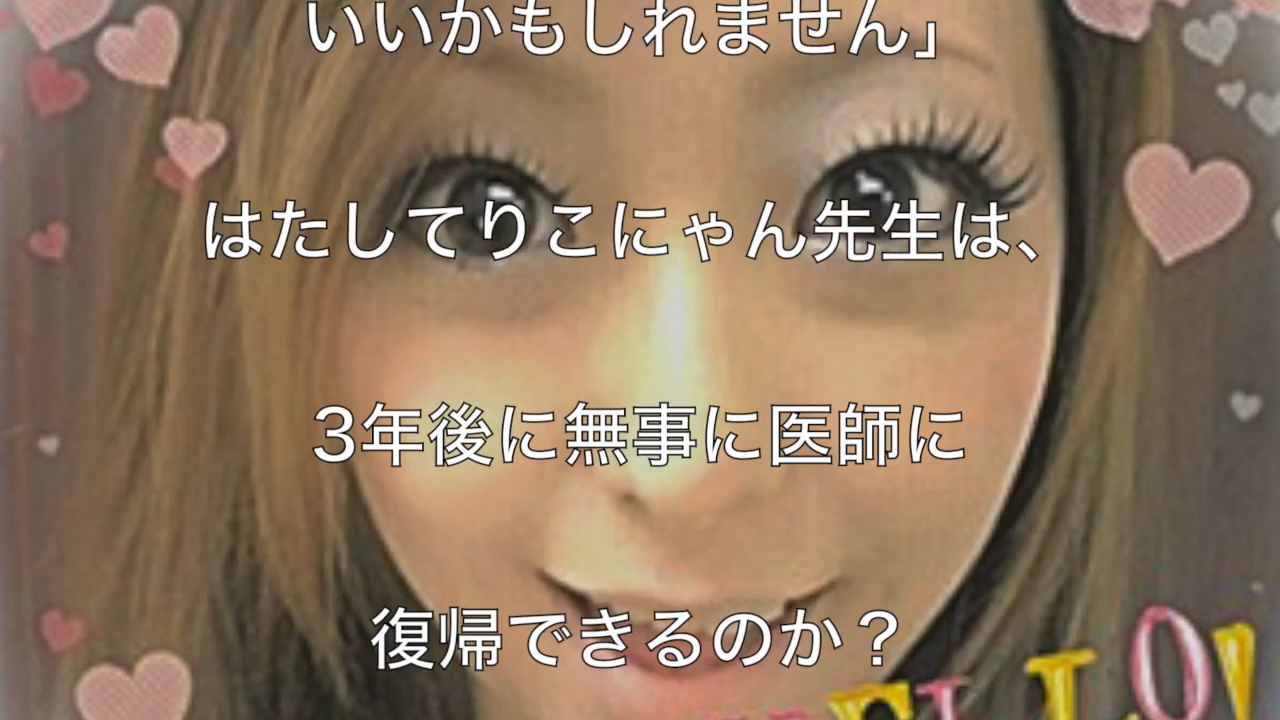 いいかもしれません」
はたしてりこにゃん先生は、
3年後に無事に医師に
復帰できるのか？
ELLO!